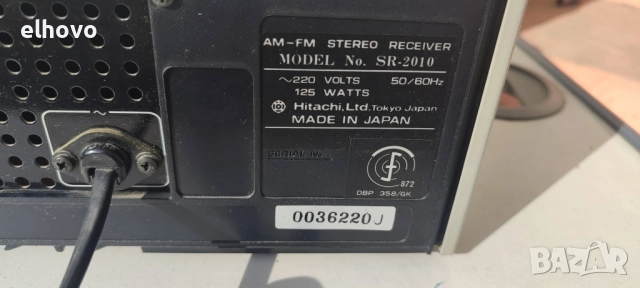 elhovo
AM-FM STEREO RECEIVER
MODEL No. SR-2010
~220 VOLTS 50/60Hz
125 WATTS
Hitachi, Ltd. Tokyo Japan
MADE IN JAPAN
SERIAL No.
872
DBP 358/GK
0036220J
~
BAZAR.bg